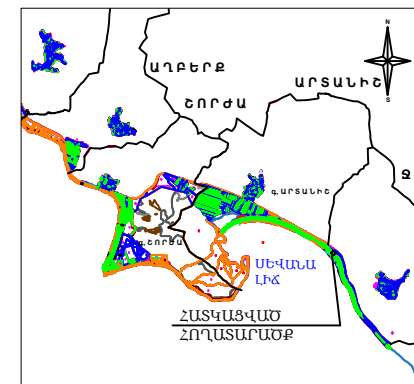 N
S
ԱՂԲԵՐՔ
ՇՈՐԺԱ
ԱՐՏԱՆԻՇ
Ջ
գ.ԱՐՏԱՆԻՇ
գ.ՇՈՐԺԱ
ՍԵՎԱՆԱ
ԼԻՃ
ՀԱՏԿԱՑՎԱԾ
ՀՈՂԱՏԱՐԱԾՔ